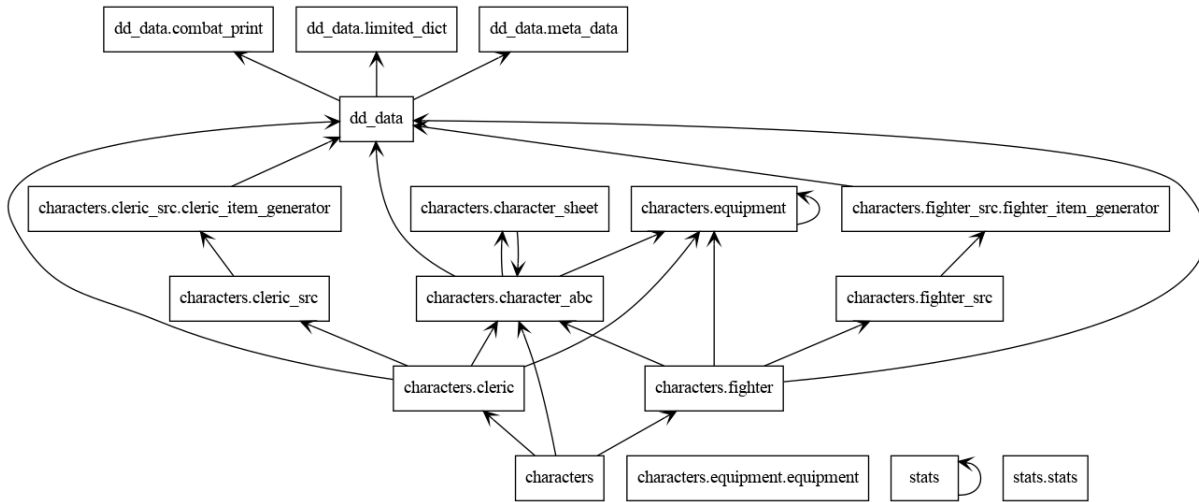 dd_data.combat_print
dd_data.limited_dict
dd_data.meta_data
dd_data
characters.cleric_src.cleric_item_generator
characters.character_sheet
characters.equipment
characters.fighter_src.fighter_item_generator
characters.cleric_src
characters.character_abc
characters.fighter_src
characters.cleric
characters.fighter
characters
characters.equipment.equipment
stats
stats.stats